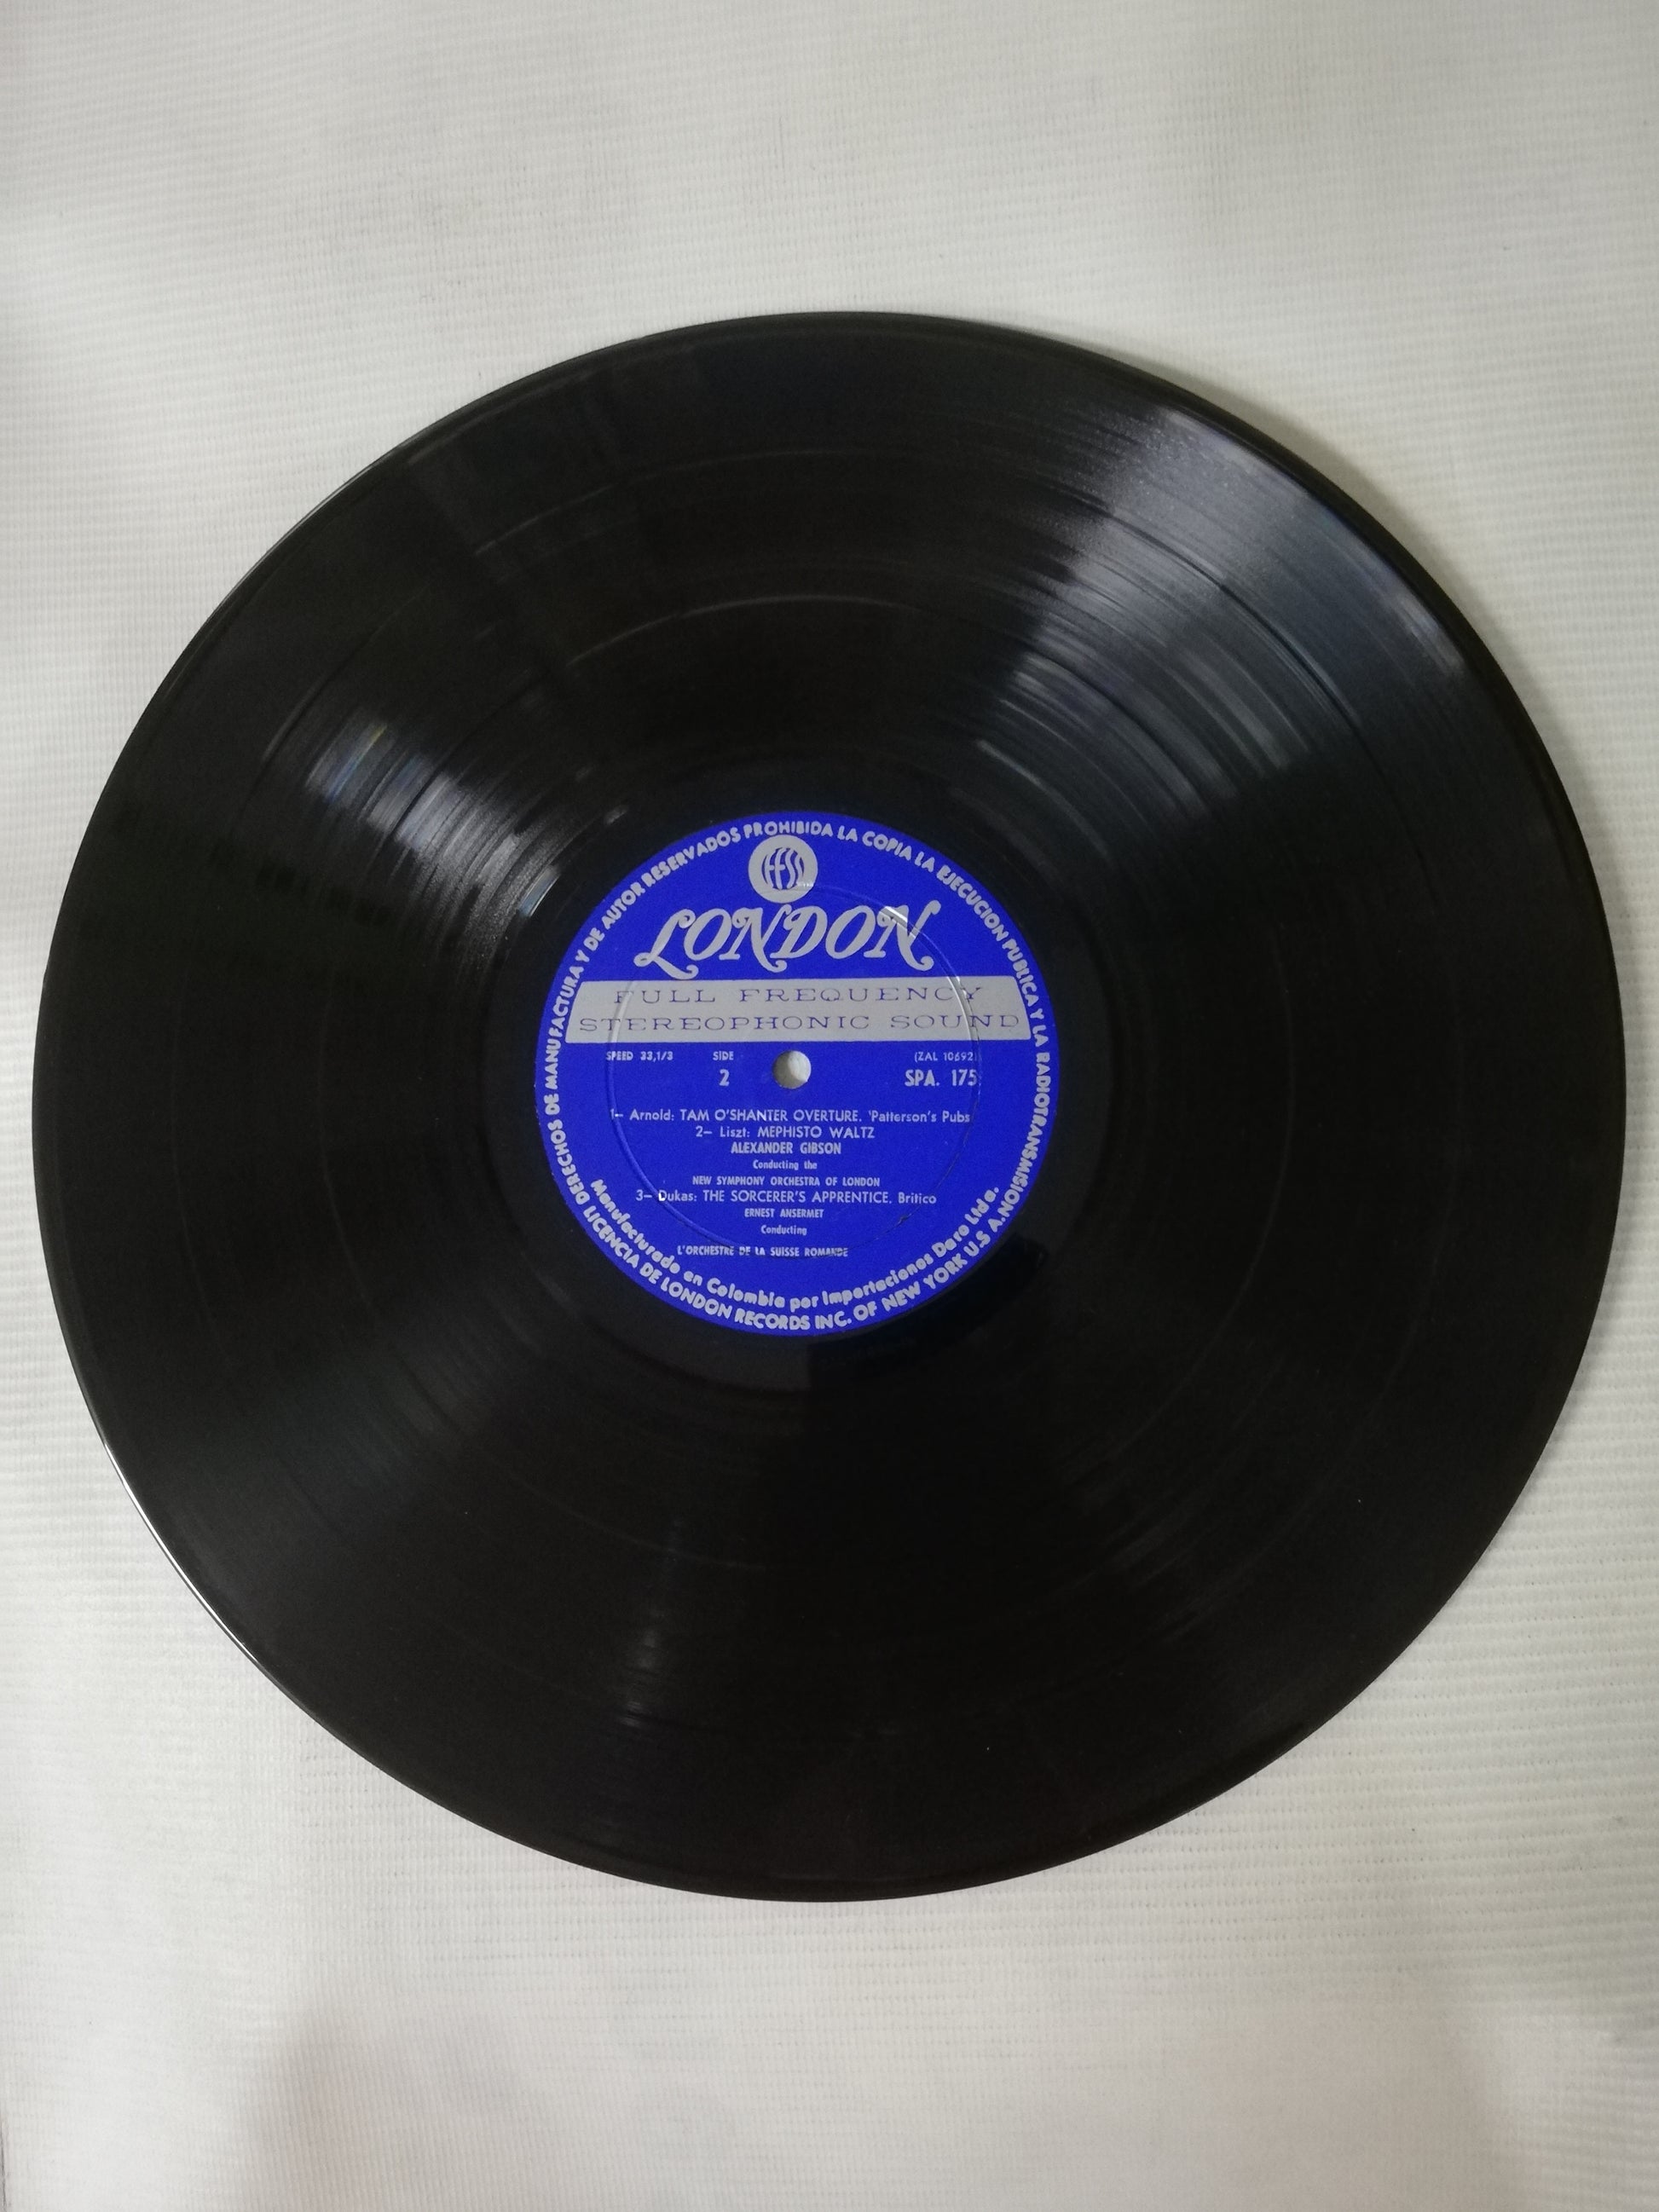 DERECHOS DE MANUFACTURA Y DE AUTOR RESERVADOS PROHIBIDA LA COPIA LA EJECUCION PUBLICA Y LA RADIOTRANSMISION
FFSS
LONDON
FULL FREQUENCY
STEREOPHONIC SOUND
SPEED 33,1/3 SIDE (ZAL 10692)
2 SPA. 175
1- Arnold: TAM O'SHANTER OVERTURE. 'Patterson's Pubs
2- Liszt: MEPHISTO WALTZ
ALEXANDER GIBSON
Conducting the
NEW SYMPHONY ORCHESTRA OF LONDON
3- Dukas: THE SORCERER'S APPRENTICE. Britico
ERNEST ANSERMET
Conducting
L'ORCHESTRE DE LA SUISSE ROMANDE
Manufacturado en Colombia por Importaciones Daro Ltda.
LICENCIA DE LONDON RECORDS INC. OF NEW YORK U.S A.